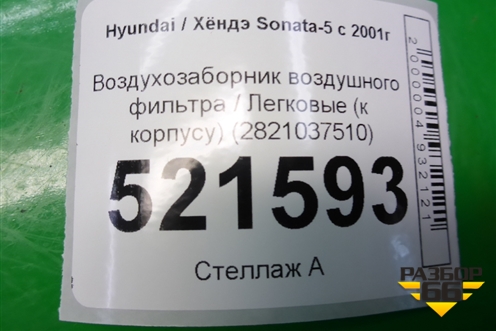 Hyundai / Хёндэ Sonata-5 с 2001г
Воздухозаборник воздушного
фильтра / Легковые (к
корпусу) (2821037510)
521593
Стеллаж А
2000004932121
РАЗБОР
66